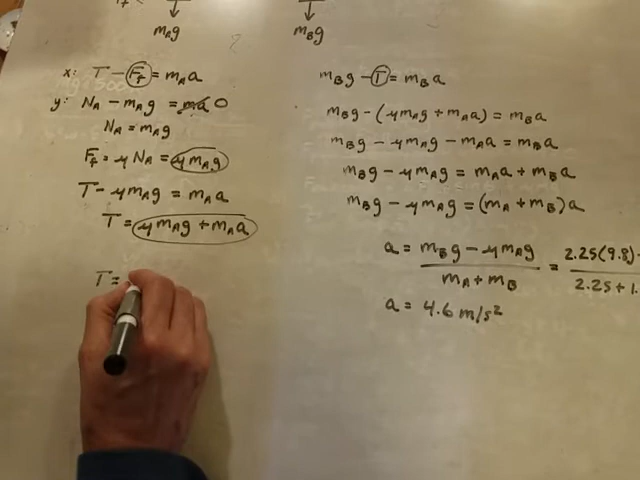 m_A g
m_B g
x: T - F_f = m_A a
y: N_A - m_A g = ma 0
N_A = m_A g
F_f = μ N_A = μ m_A g
T - μ m_A g = m_A a
T = μ m_A g + m_A a
T =
m_B g - T = m_B a
m_B g - (μ m_A g + m_A a) = m_B a
m_B g - μ m_A g - m_A a = m_B a
m_B g - μ m_A g = m_A a + m_B a
m_B g - μ m_A g = (m_A + m_B) a
a = m_B g - μ m_A g / m_A + m_B = 2.25(9.8) - / 2.25 + 1.
a = 4.6 m/s²